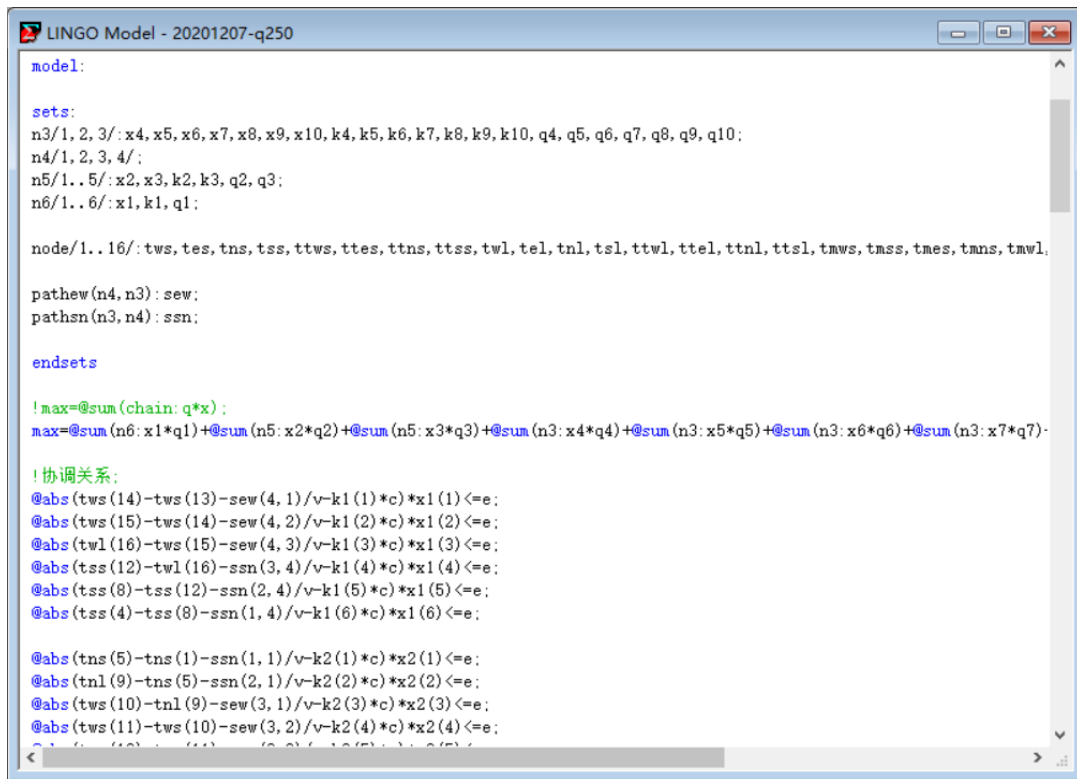 LINGO Model - 20201207-q250
model:
sets:
n3/1, 2, 3/:x4, x5, x6, x7, x8, x9, x10, k4, k5, k6, k7, k8, k9, k10, q4, q5, q6, q7, q8, q9, q10;
n4/1, 2, 3, 4/;
n5/1..5/:x2, x3, k2, k3, q2, q3;
n6/1..6/:x1, k1, q1;
node/1..16/:tws, tes, tns, tss, ttws, ttes, ttns, ttss, twl, tel, tnl, tsl, ttwl, ttel, ttnl, ttsl, tmws, tmss, tmes, tmns, tmwl,
pathew(n4, n3):sew;
pathsn(n3, n4):ssn;
endsets
!max=@sum(chain:q*x);
max=@sum(n6:x1*q1)+@sum(n5:x2*q2)+@sum(n5:x3*q3)+@sum(n3:x4*q4)+@sum(n3:x5*q5)+@sum(n3:x6*q6)+@sum(n3:x7*q7)-
!协调关系;
@abs(tws(14)-tws(13)-sew(4, 1)/v-k1(1)*c)*x1(1)<=e;
@abs(tws(15)-tws(14)-sew(4, 2)/v-k1(2)*c)*x1(2)<=e;
@abs(twl(16)-tws(15)-sew(4, 3)/v-k1(3)*c)*x1(3)<=e;
@abs(tss(12)-twl(16)-ssn(3, 4)/v-k1(4)*c)*x1(4)<=e;
@abs(tss(8)-tss(12)-ssn(2, 4)/v-k1(5)*c)*x1(5)<=e;
@abs(tss(4)-tss(8)-ssn(1, 4)/v-k1(6)*c)*x1(6)<=e;
@abs(tns(5)-tns(1)-ssn(1, 1)/v-k2(1)*c)*x2(1)<=e;
@abs(tnl(9)-tns(5)-ssn(2, 1)/v-k2(2)*c)*x2(2)<=e;
@abs(tws(10)-tnl(9)-sew(3, 1)/v-k2(3)*c)*x2(3)<=e;
@abs(tws(11)-tws(10)-sew(3, 2)/v-k2(4)*c)*x2(4)<=e;